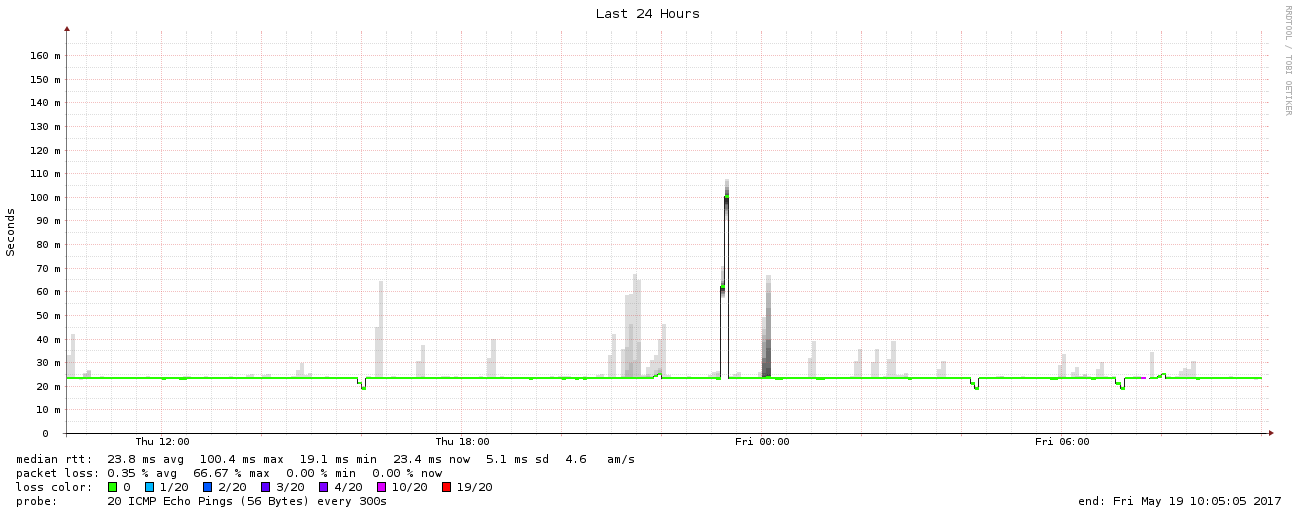 Last 24 Hours
RRDTOOL / TOBI OETIKER
Seconds
160 m
150 m
140 m
130 m
120 m
110 m
100 m
90 m
80 m
70 m
60 m
50 m
40 m
30 m
20 m
10 m
0
Thu 12:00 Thu 18:00 Fri 00:00 Fri 06:00
median rtt: 23.8 ms avg 100.4 ms max 19.1 ms min 23.4 ms now 5.1 ms sd 4.6 am/s
packet loss: 0.35 % avg 66.67 % max 0.00 % min 0.00 % now
loss color: 0 1/20 2/20 3/20 4/20 10/20 19/20
probe: 20 ICMP Echo Pings (56 Bytes) every 300s end: Fri May 19 10:05:05 2017